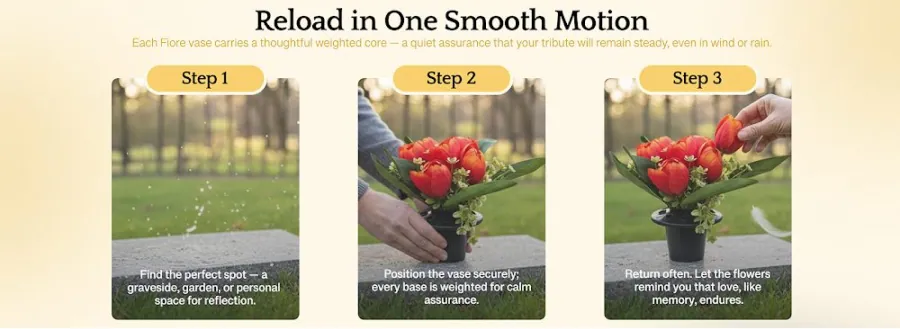 Reload in One Smooth Motion
Each Fiore vase carries a thoughtful weighted core — a quiet assurance that your tribute will remain steady, even in wind or rain.
Step 1
Find the perfect spot — a
graveside, garden, or personal
space for reflection.
Step 2
Position the vase securely;
every base is weighted for calm
assurance.
Step 3
Return often. Let the flowers
remind you that love, like
memory, endures.